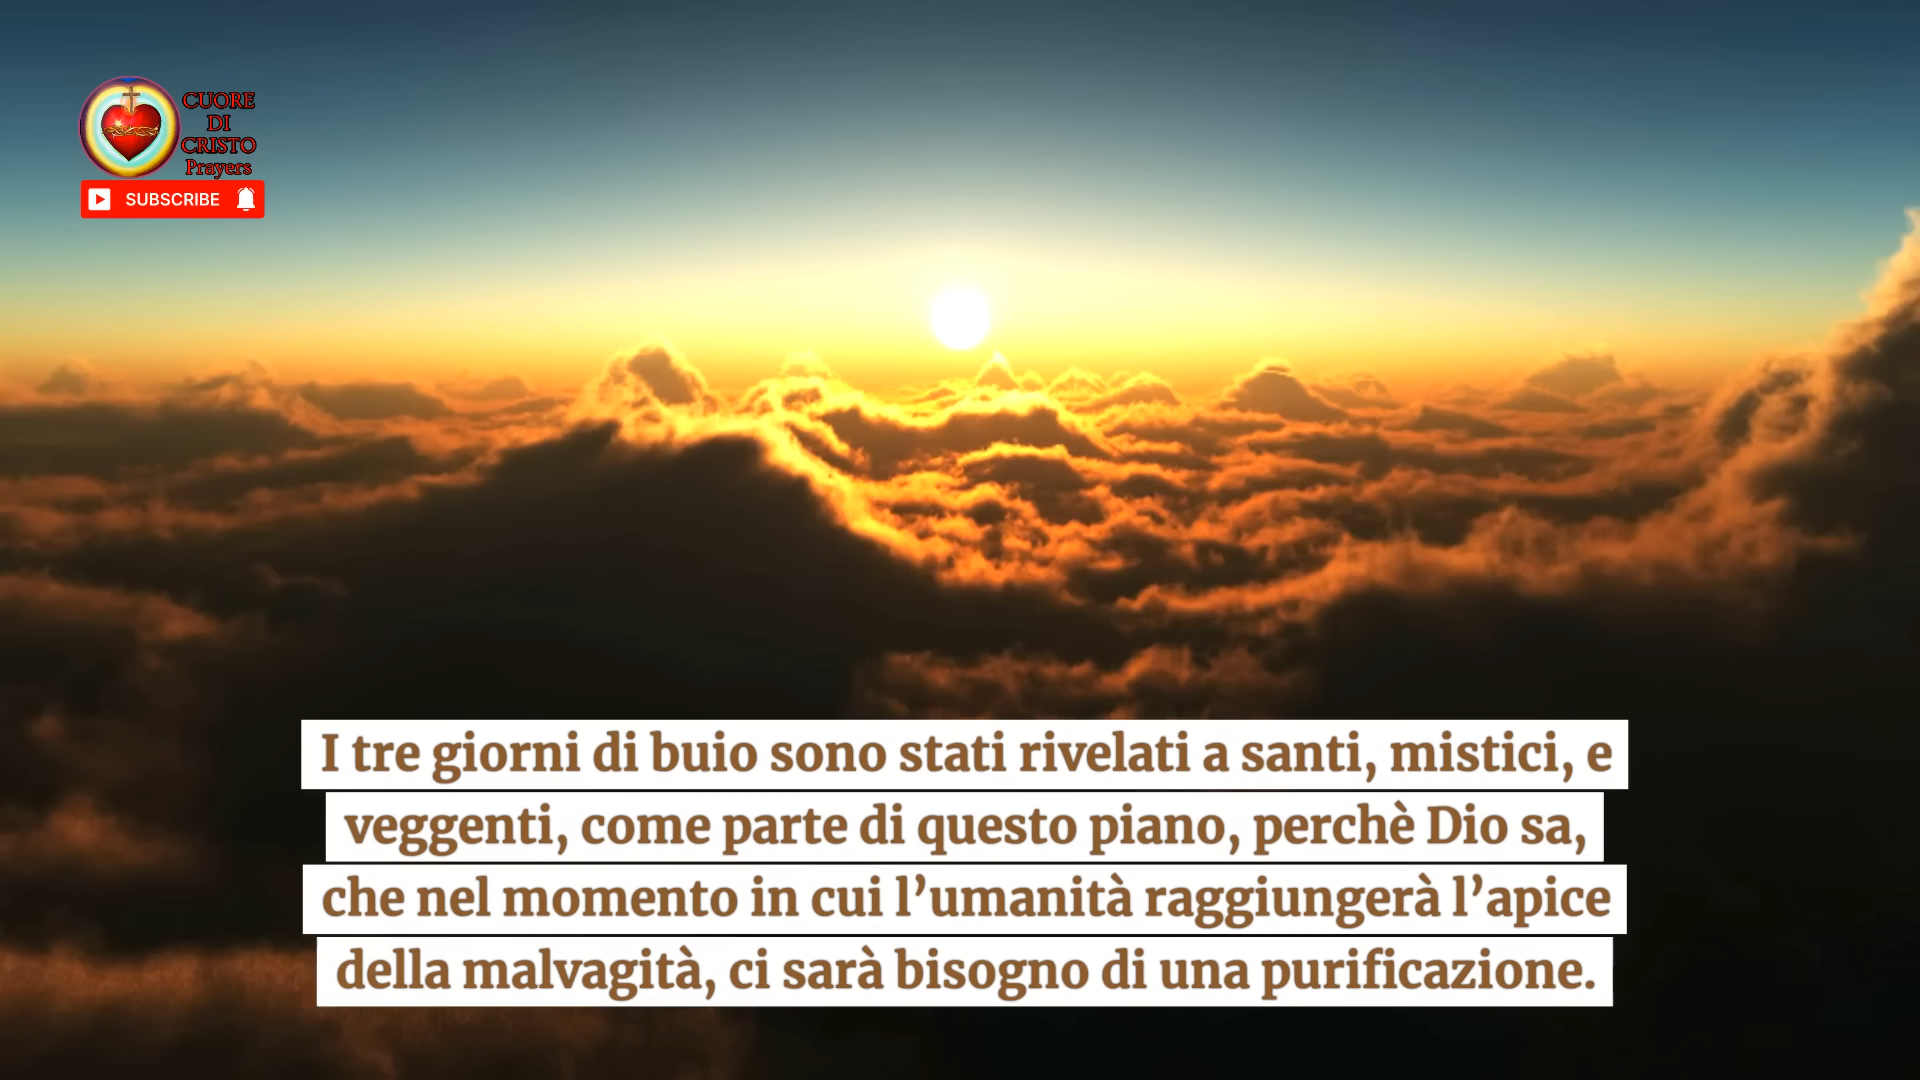 CUORE
DI
CRISTO
Prayers
SUBSCRIBE
I tre giorni di buio sono stati rivelati a santi, mistici, e
veggenti, come parte di questo piano, perchè Dio sa,
che nel momento in cui l’umanità raggiungerà l’apice
della malvagità, ci sarà bisogno di una purificazione.